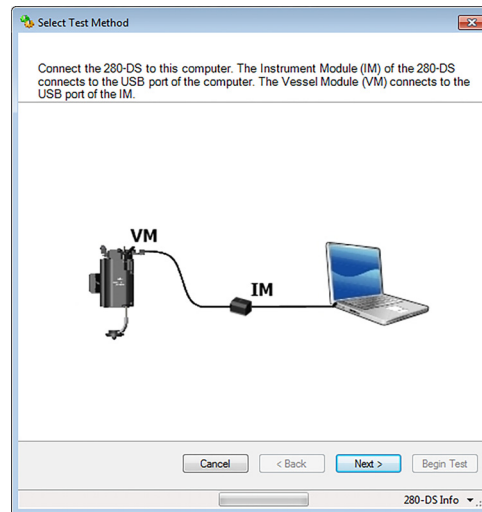 Select Test Method
Connect the 280-DS to this computer. The Instrument Module (IM) of the 280-DS
connects to the USB port of the computer. The Vessel Module (VM) connects to the
USB port of the IM.
VM
IM
Cancel
< Back
Next >
Begin Test
280-DS Info